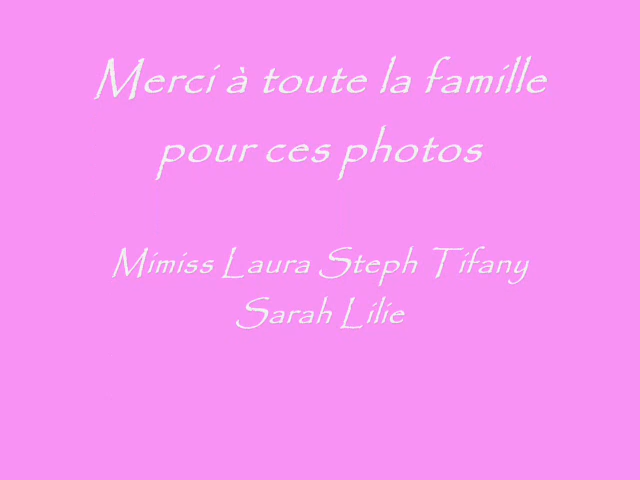 Merci à toute la famille
pour ces photos
Mimiss Laura Steph Tifany
Sarah Lilie